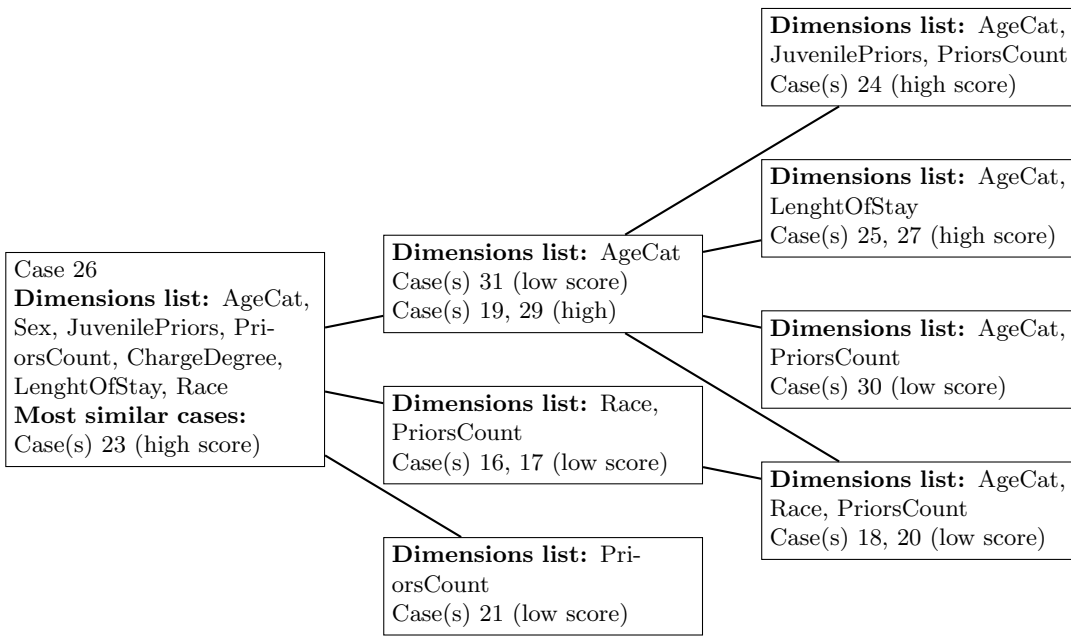 Case 26
Dimensions list: AgeCat,
Sex, JuvenilePriors, Pri-
orsCount, ChargeDegree,
LenghtOfStay, Race
Most similar cases:
Case(s) 23 (high score)
Dimensions list: AgeCat
Case(s) 31 (low score)
Case(s) 19, 29 (high)
Dimensions list: Race,
PriorsCount
Case(s) 16, 17 (low score)
Dimensions list: Pri-
orsCount
Case(s) 21 (low score)
Dimensions list: AgeCat,
JuvenilePriors, PriorsCount
Case(s) 24 (high score)
Dimensions list: AgeCat,
LenghtOfStay
Case(s) 25, 27 (high score)
Dimensions list: AgeCat,
PriorsCount
Case(s) 30 (low score)
Dimensions list: AgeCat,
Race, PriorsCount
Case(s) 18, 20 (low score)